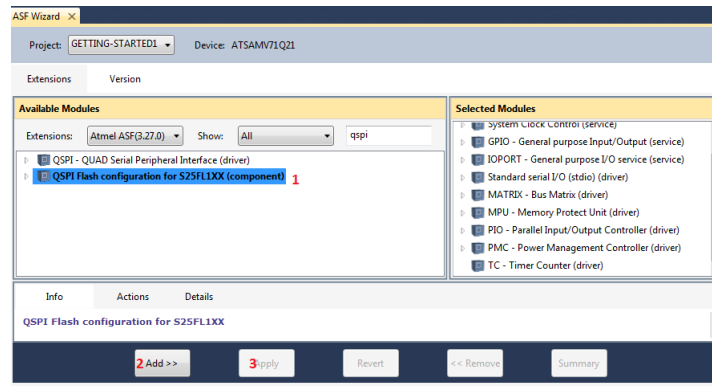 ASF Wizard
Project: GETTING-STARTED1 Device: ATSAMV71Q21
Extensions Version
Available Modules
Extensions: Atmel ASF(3.27.0) Show: All qspi
QSPI - QUAD Serial Peripheral Interface (driver)
QSPI Flash configuration for S25FL1XX (component) 1
Selected Modules
System Clock Control (service)
GPIO - General purpose Input/Output (service)
IOPORT - General purpose I/O service (service)
Standard serial I/O (stdio) (driver)
MATRIX - Bus Matrix (driver)
MPU - Memory Protect Unit (driver)
PIO - Parallel Input/Output Controller (driver)
PMC - Power Management Controller (driver)
TC - Timer Counter (driver)
Info Actions Details
QSPI Flash configuration for S25FL1XX
2 Add >> 3 Apply Revert << Remove Summary